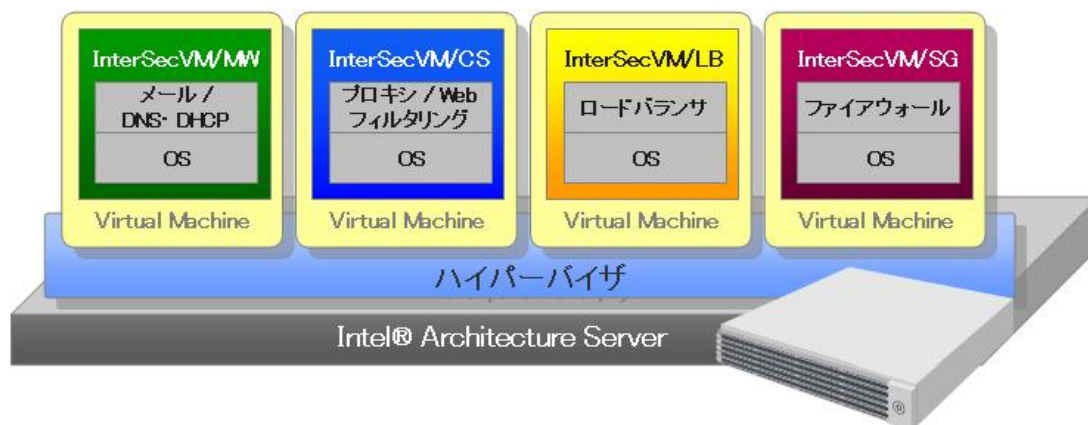 InterSecVM/MW
メール /
DNS・DHCP
OS
Virtual Machine
InterSecVM/CS
プロキシ / Web
フィルタリング
OS
Virtual Machine
InterSecVM/LB
ロードバランサ
OS
Virtual Machine
InterSecVM/SG
ファイアウォール
OS
Virtual Machine
ハイパーバイザ
Intel® Architecture Server